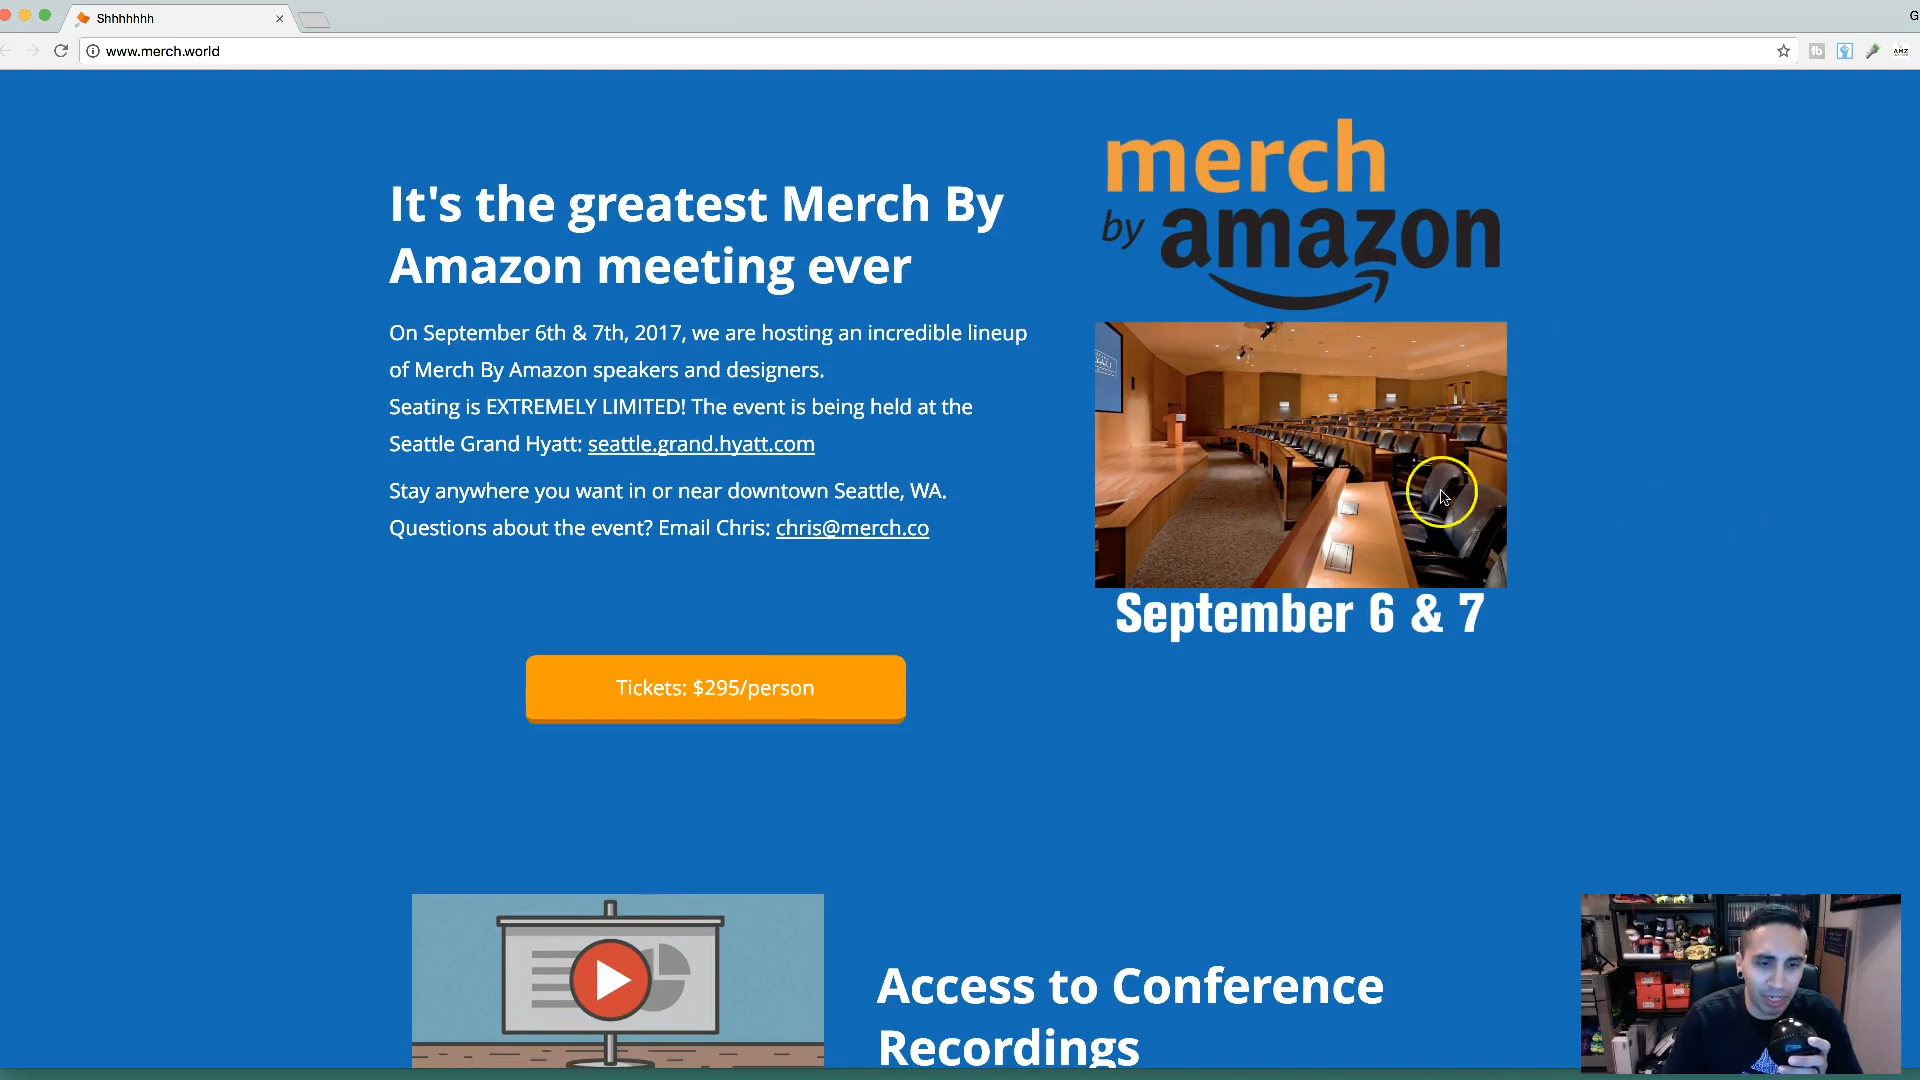 Shhhhhhh
G
www.merch.world
AMZ
merch
by amazon
It's the greatest Merch By
Amazon meeting ever
On September 6th & 7th, 2017, we are hosting an incredible lineup
of Merch By Amazon speakers and designers.
Seating is EXTREMELY LIMITED! The event is being held at the
Seattle Grand Hyatt: seattle.grand.hyatt.com
Stay anywhere you want in or near downtown Seattle, WA.
Questions about the event? Email Chris: chris@merch.co
September 6 & 7
Tickets: $295/person
Access to Conference
Recordings